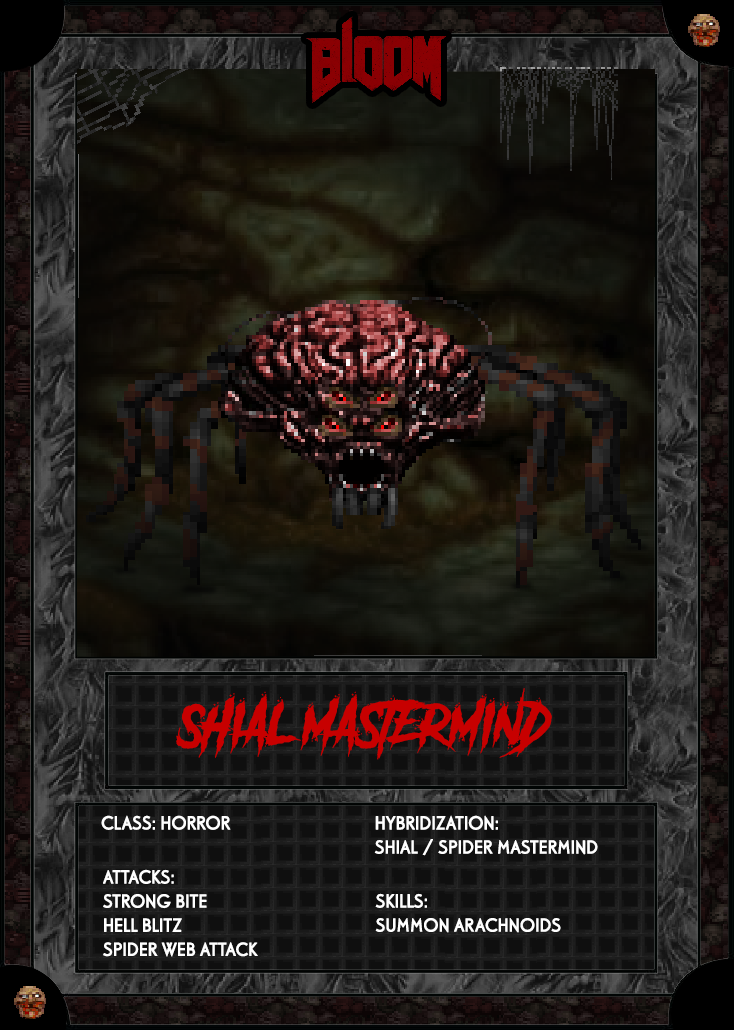 BLOOM
SHIAL MASTERMIND
CLASS: HORROR
HYBRIDIZATION:
SHIAL / SPIDER MASTERMIND
ATTACKS:
STRONG BITE
HELL BLITZ
SPIDER WEB ATTACK
SKILLS:
SUMMON ARACHNOIDS